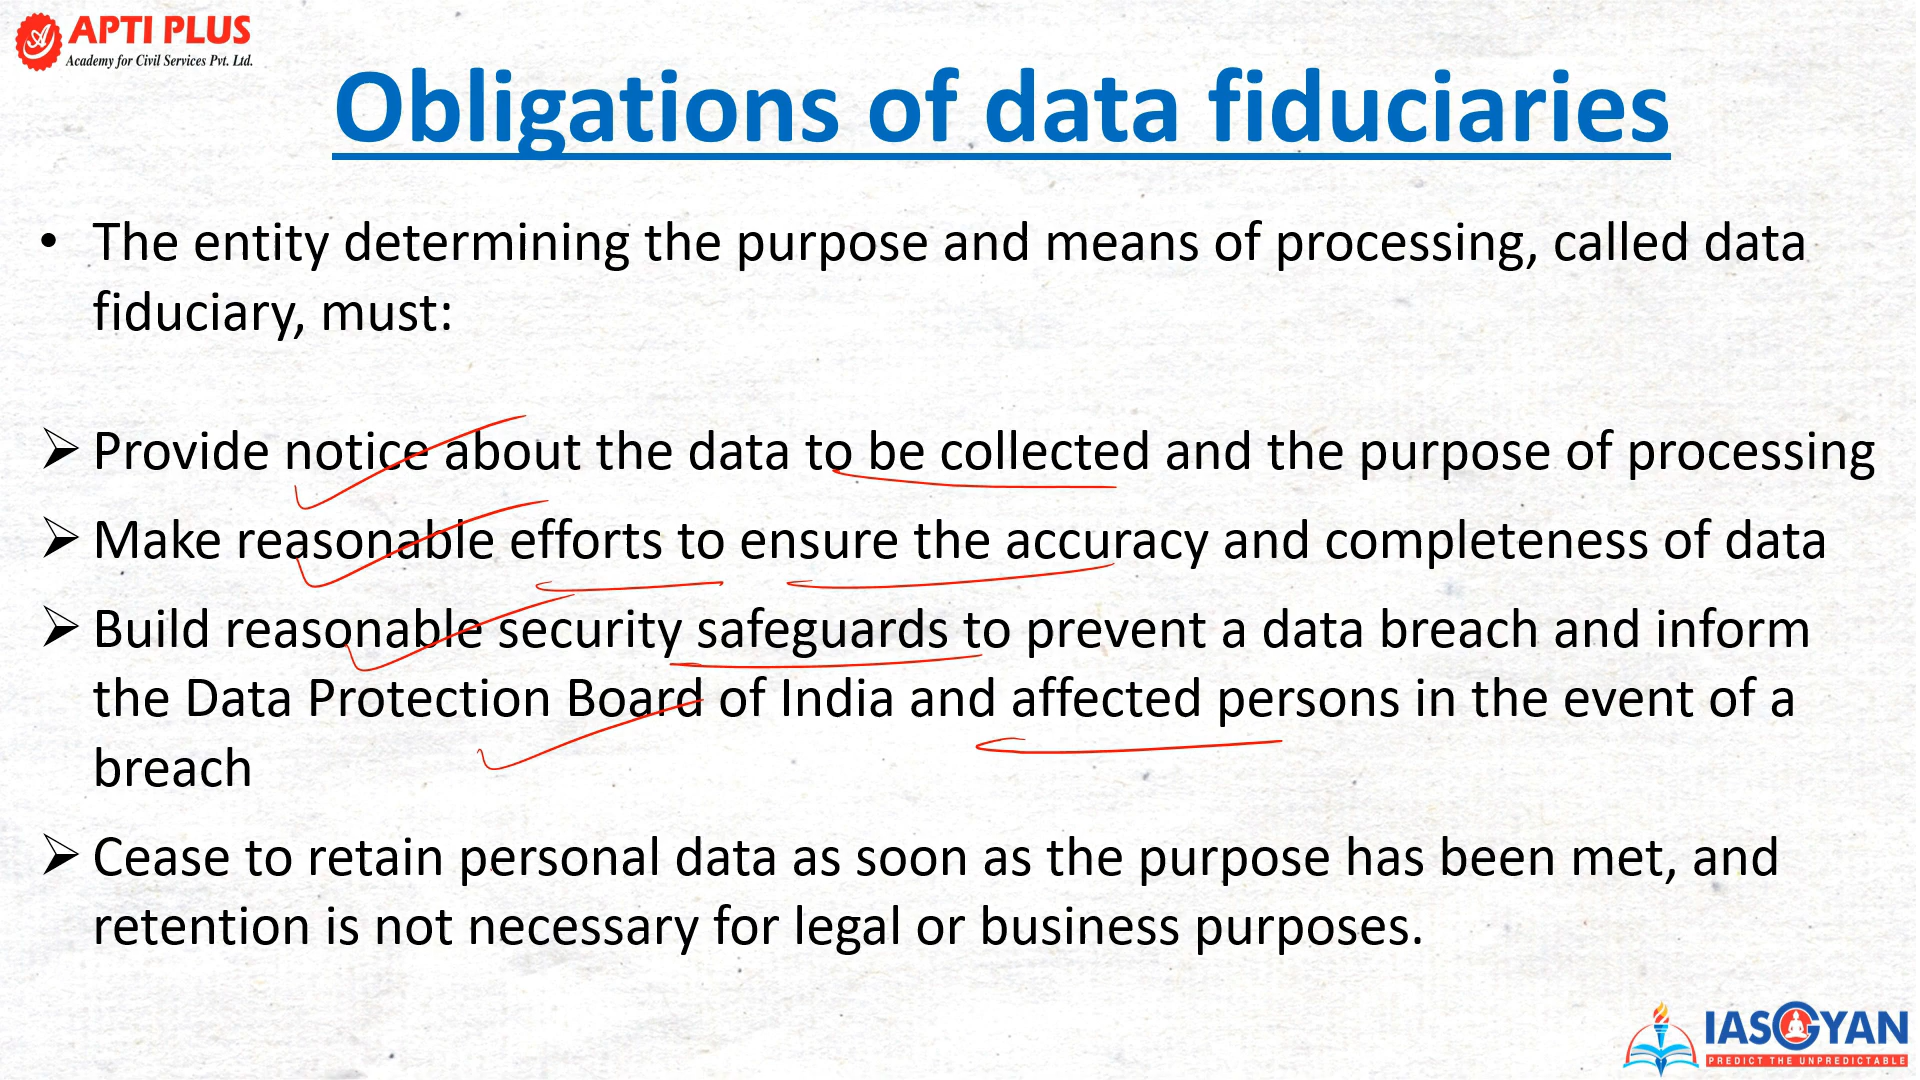 APTI PLUS
Academy for Civil Services Pvt. Ltd.
Obligations of data fiduciaries
• The entity determining the purpose and means of processing, called data
fiduciary, must:
➢ Provide notice about the data to be collected and the purpose of processing
➢ Make reasonable efforts to ensure the accuracy and completeness of data
➢ Build reasonable security safeguards to prevent a data breach and inform
the Data Protection Board of India and affected persons in the event of a
breach
➢ Cease to retain personal data as soon as the purpose has been met, and
retention is not necessary for legal or business purposes.
IASGYAN
PREDICT THE UNPREDICTABLE